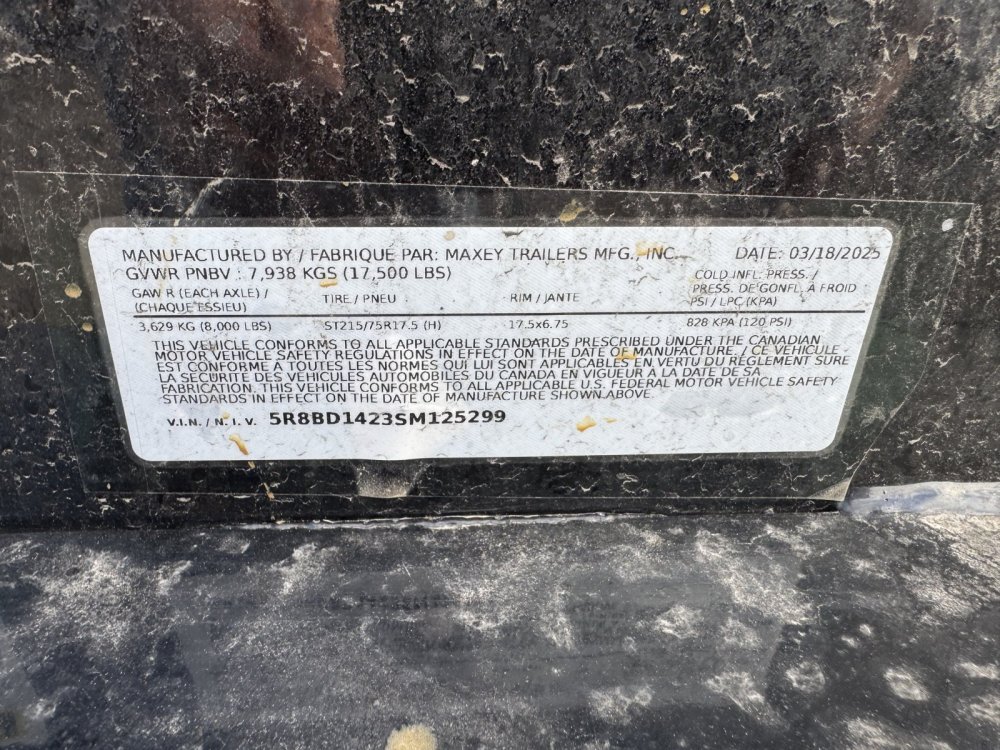 MANUFACTURED BY / FABRIQUE PAR: MAXEY TRAILERS MFG., INC. DATE: 03/18/2025
GVWR PNBV : 7,938 KGS (17,500 LBS)
GAW R (EACH AXLE) / (CHAQUE ESSIEU) TIRE / PNEU RIM / JANTE COLD INFL. PRESS. / PRESS. DE GONFL. À FROID PSI / LPC (KPA)
3,629 KG (8,000 LBS) ST215/75R17.5 (H) 17.5x6.75 828 KPA (120 PSI)
THIS VEHICLE CONFORMS TO ALL APPLICABLE STANDARDS PRESCRIBED UNDER THE CANADIAN
MOTOR VEHICLE SAFETY REGULATIONS IN EFFECT ON THE DATE OF MANUFACTURE. / CE VEHICULE
EST CONFORME A TOUTES LES NORMES QUI LUI SONT APPLICABLES EN VERTU DU RÈGLEMENT SURE
LA SECURITE DES VEHICULES AUTOMOBILES DU CANADA EN VIGUEUR A LA DATE DE SA
FABRICATION. THIS VEHICLE CONFORMS TO ALL APPLICABLE U.S. FEDERAL MOTOR VEHICLE SAFETY
STANDARDS IN EFFECT ON THE DATE OF MANUFACTURE SHOWN ABOVE.
V.I.N. / N. I. V. 5R8BD1423SM125299